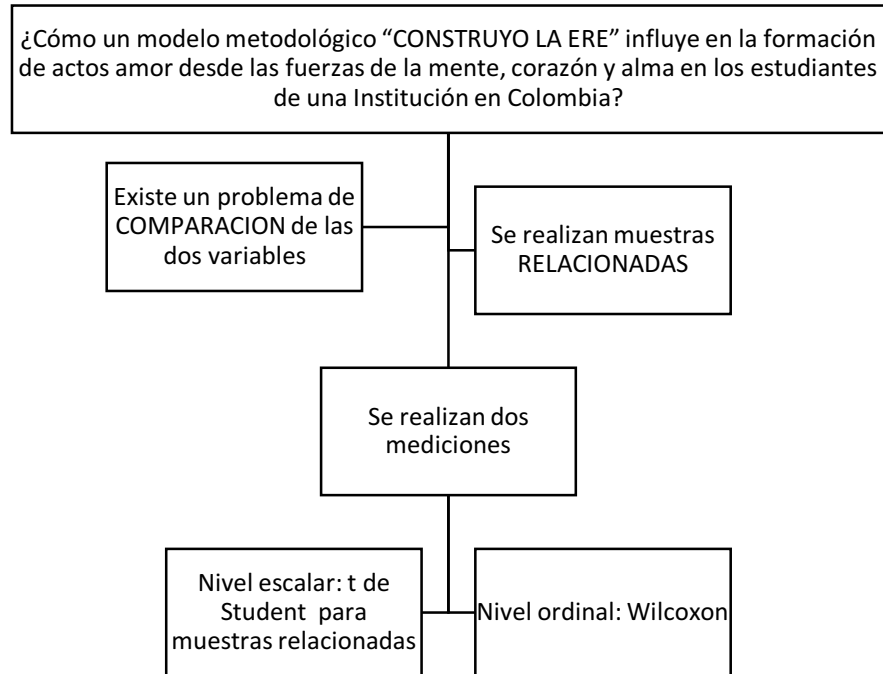 ¿Cómo un modelo metodológico “CONSTRUYO LA ERE” influye en la formación
de actos amor desde las fuerzas de la mente, corazón y alma en los estudiantes
de una Institución en Colombia?
Existe un problema de
COMPARACION de las
dos variables
Se realizan muestras
RELACIONADAS
Se realizan dos
mediciones
Nivel escalar: t de
Student para
muestras relacionadas
Nivel ordinal: Wilcoxon